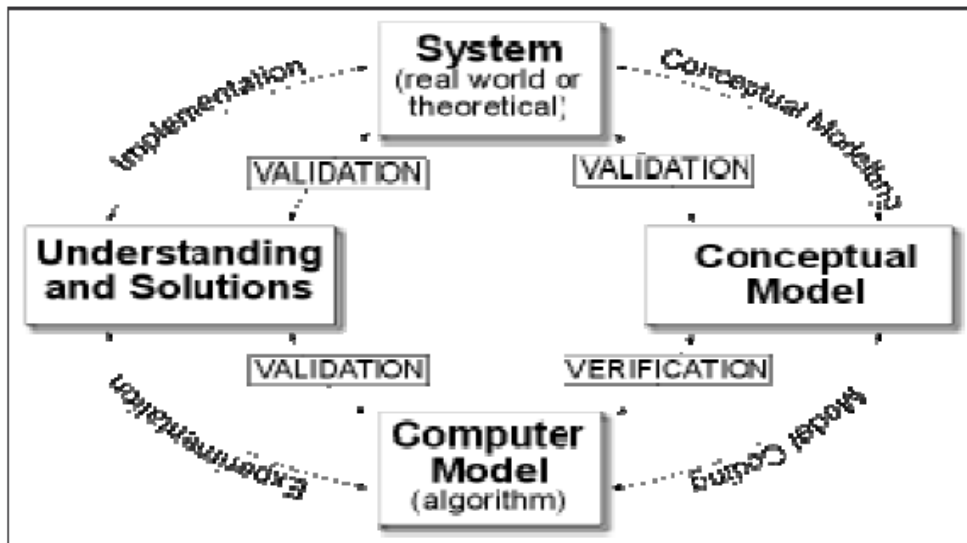 System
(real world or
theoretical)
Implementation
Conceptual Modelling
VALIDATION
VALIDATION
Understanding
and Solutions
Conceptual
Model
VALIDATION
VERIFICATION
Experimentation
Model Coding
Computer
Model
(algorithm)